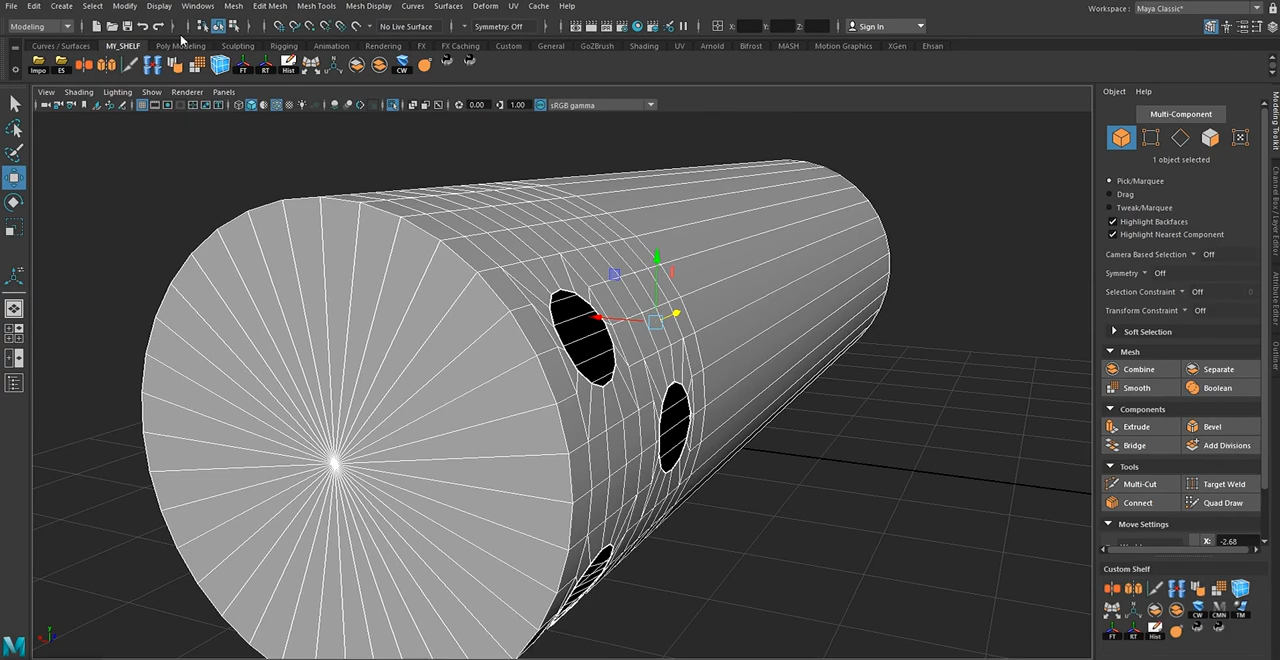 File Edit Create Select Modify Display Windows Mesh Edit Mesh Mesh Tools Mesh Display Curves Surfaces Deform UV Cache Help
Workspace : Maya Classic*
Modeling
No Live Surface
Symmetry: Off
X:
Y:
Z:
Sign In
Curves / Surfaces MY_SHELF Poly Modeling Sculpting Rigging Animation Rendering FX FX Caching Custom General GoZBrush Shading UV Arnold Bifrost MASH Motion Graphics XGen Ehsan
Impo ES FT RT Hist CW
View Shading Lighting Show Renderer Panels
0.00 1.00 sRGB gamma
Object Help
Multi-Component
1 object selected
Pick/Marquee
Drag
Tweak/Marquee
Highlight Backfaces
Highlight Nearest Component
Camera Based Selection Off
Symmetry Off
Selection Constraint Off 0
Transform Constraint Off
Soft Selection
Mesh
Combine Separate
Smooth Boolean
Components
Extrude Bevel
Bridge Add Divisions
Tools
Multi-Cut Target Weld
Connect Quad Draw
Move Settings
X: -2.68
Custom Shelf
CW CMN TM
FT RT Hist
Modeling Toolkit
Channel Box / Layer Editor
Attribute Editor
Outliner